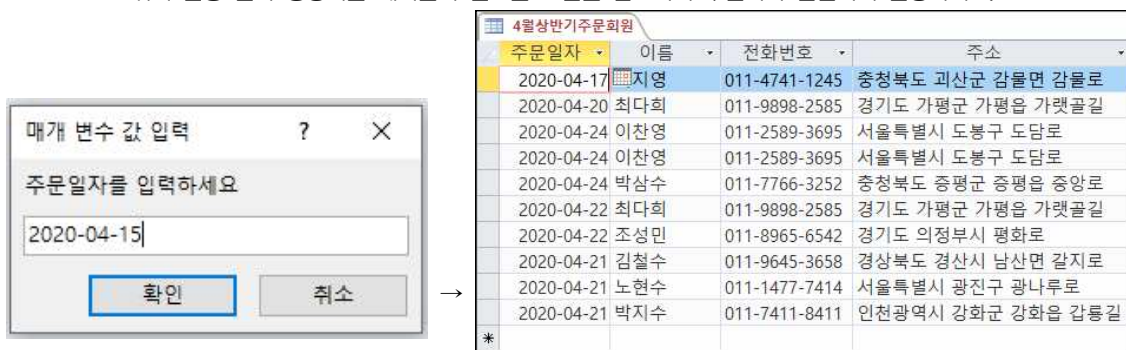 4월상반기주문회원
주문일자 이름 전화번호 주소
2020-04-17 지영 011-4741-1245 충청북도 괴산군 감물면 감물로
2020-04-20 최다희 011-9898-2585 경기도 가평군 가평읍 가랫골길
2020-04-24 이찬영 011-2589-3695 서울특별시 도봉구 도담로
2020-04-24 이찬영 011-2589-3695 서울특별시 도봉구 도담로
2020-04-24 박삼수 011-7766-3252 충청북도 증평군 증평읍 중앙로
2020-04-22 최다희 011-9898-2585 경기도 가평군 가평읍 가랫골길
2020-04-22 조성민 011-8965-6542 경기도 의정부시 평화로
2020-04-21 김철수 011-9645-3658 경상북도 경산시 남산면 갈지로
2020-04-21 노현수 011-1477-7414 서울특별시 광진구 광나루로
2020-04-21 박지수 011-7411-8411 인천광역시 강화군 강화읍 갑룡길
*
매개 변수 값 입력 ? ×
주문일자를 입력하세요
2020-04-15
확인 취소
→